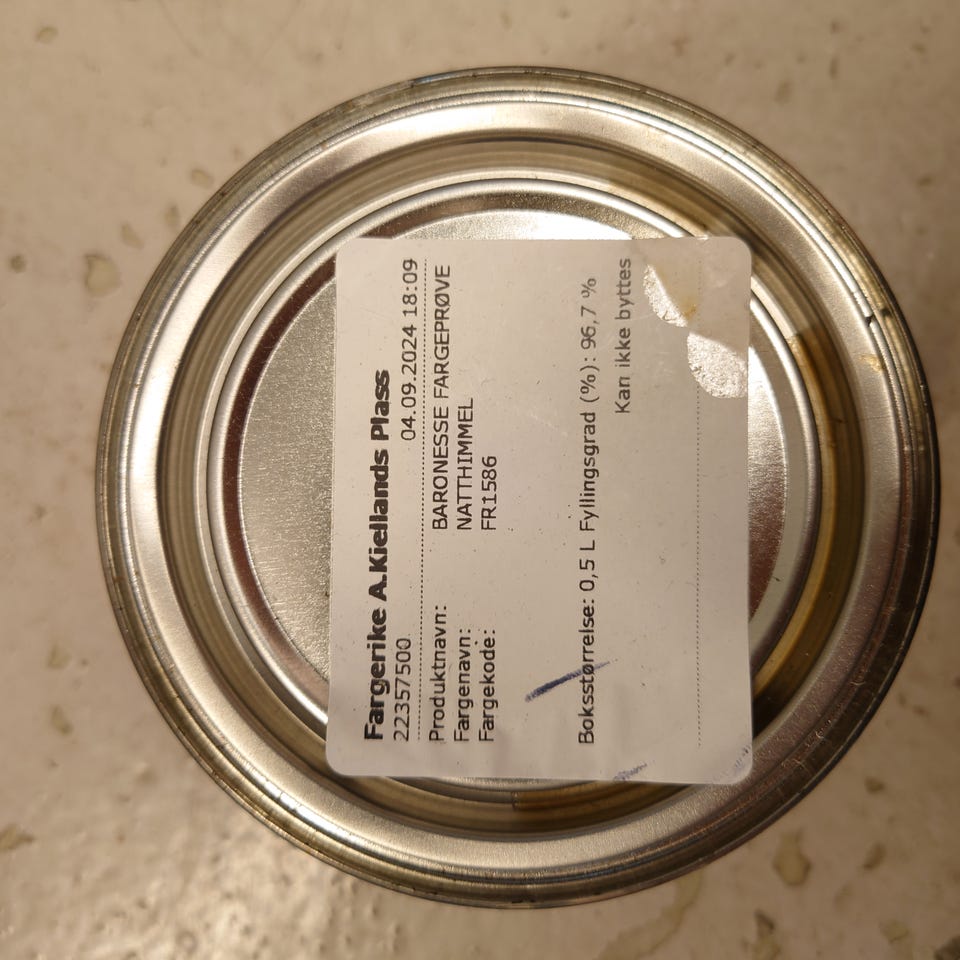 Fargerike A.Kiellands Plass
22357500 04.09.2024 18:09
Produktnavn: BARONESSE FARGEPRØVE
Fargenavn: NATTHIMMEL
Fargekode: FR1586
Boksstørrelse: 0,5 L Fyllingsgrad (%): 96,7 %
Kan ikke byttes